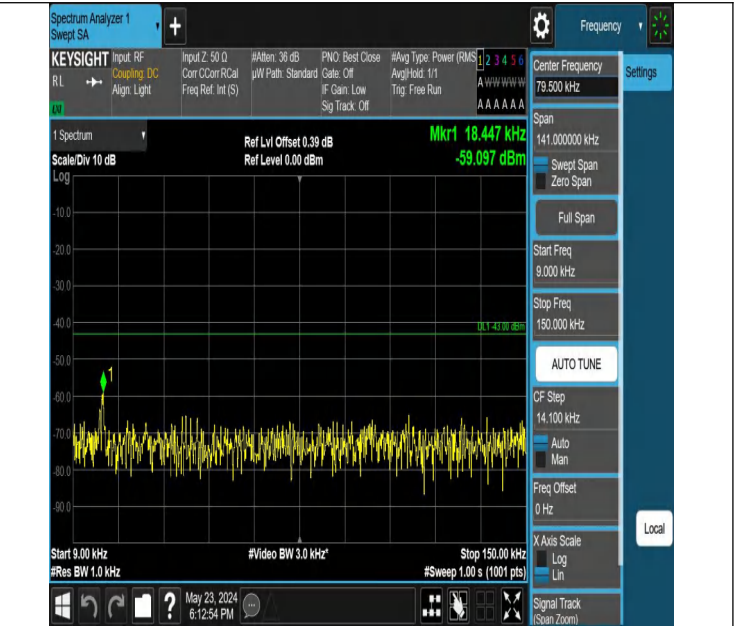 Spectrum Analyzer 1
Swept SA
+
Frequency
KEYSIGHT
RL
Input: RF
Coupling: DC
Align: Light
Input Z: 50 Ω
Corr CCorr RCal
Freq Ref: Int (S)
#Atten: 36 dB
µW Path: Standard
PNO: Best Close
Gate: Off
IF Gain: Low
Sig Track: Off
#Avg Type: Power (RMS
Avg|Hold: 1/1
Trig: Free Run
1 2 3 4 5 6
A W W W W W
A A A A A A
1 Spectrum
Scale/Div 10 dB
Log
Ref Lvl Offset 0.39 dB
Ref Level 0.00 dBm
Mkr1 18.447 kHz
-59.097 dBm
-10.0
-20.0
-30.0
-40.0
DL1 -43.00 dBm
-50.0
1
-60.0
-70.0
-80.0
-90.0
Start 9.00 kHz
#Res BW 1.0 kHz
#Video BW 3.0 kHz*
Stop 150.00 kHz
#Sweep 1.00 s (1001 pts)
Center Frequency
79.500 kHz
Settings
Span
141.000000 kHz
Swept Span
Zero Span
Full Span
Start Freq
9.000 kHz
Stop Freq
150.000 kHz
AUTO TUNE
CF Step
14.100 kHz
Auto
Man
Freq Offset
0 Hz
X Axis Scale
Log
Lin
Local
Signal Track
(Span Zoom)
?
May 23, 2024
6:12:54 PM